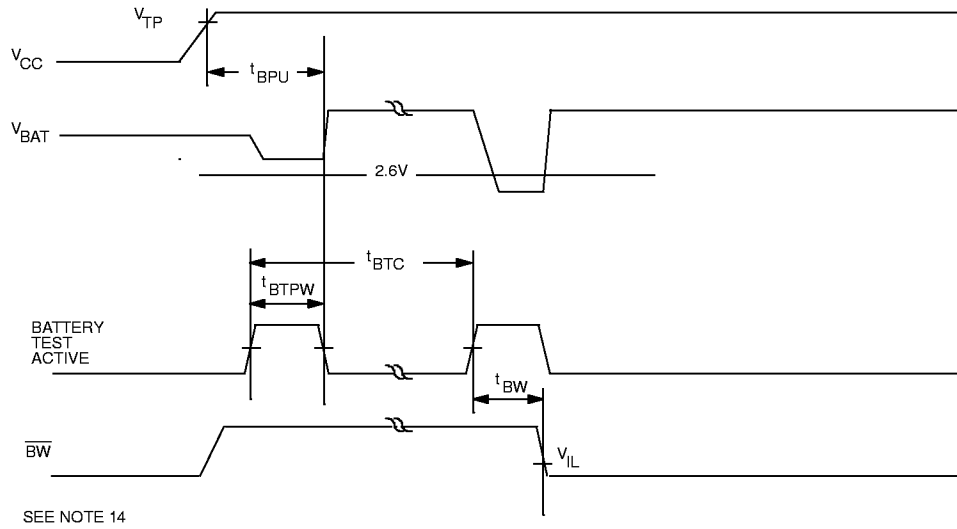 VTP
VCC
tBPU
VBAT
2.6V
tBTC
tBTPW
BATTERY
TEST
ACTIVE
tBW
BW
VIL
SEE NOTE 14